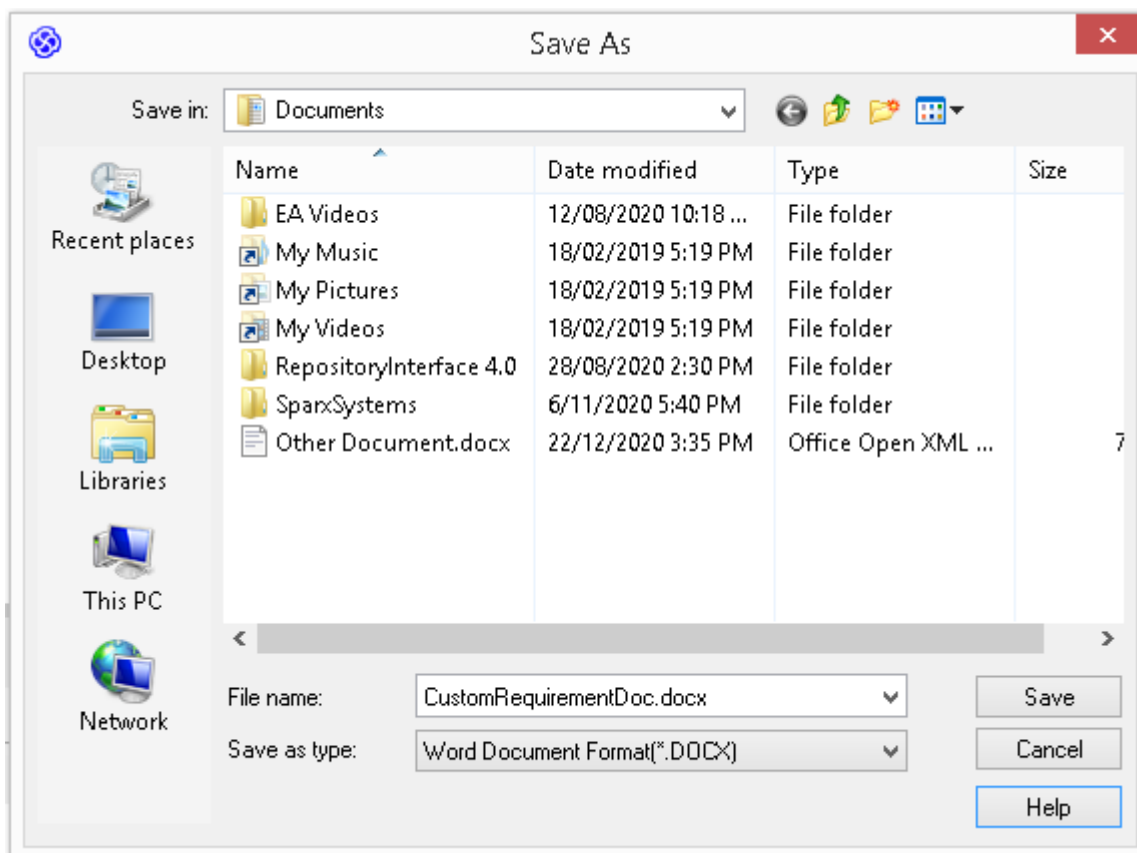 Save As
Save in: Documents
Name Date modified Type Size
EA Videos 12/08/2020 10:18 ... File folder
My Music 18/02/2019 5:19 PM File folder
My Pictures 18/02/2019 5:19 PM File folder
My Videos 18/02/2019 5:19 PM File folder
RepositoryInterface 4.0 28/08/2020 2:30 PM File folder
SparxSystems 6/11/2020 5:40 PM File folder
Other Document.docx 22/12/2020 3:35 PM Office Open XML ... 7
Recent places
Desktop
Libraries
This PC
Network
File name: CustomRequirementDoc.docx Save
Save as type: Word Document Format(*.DOCX) Cancel
Help